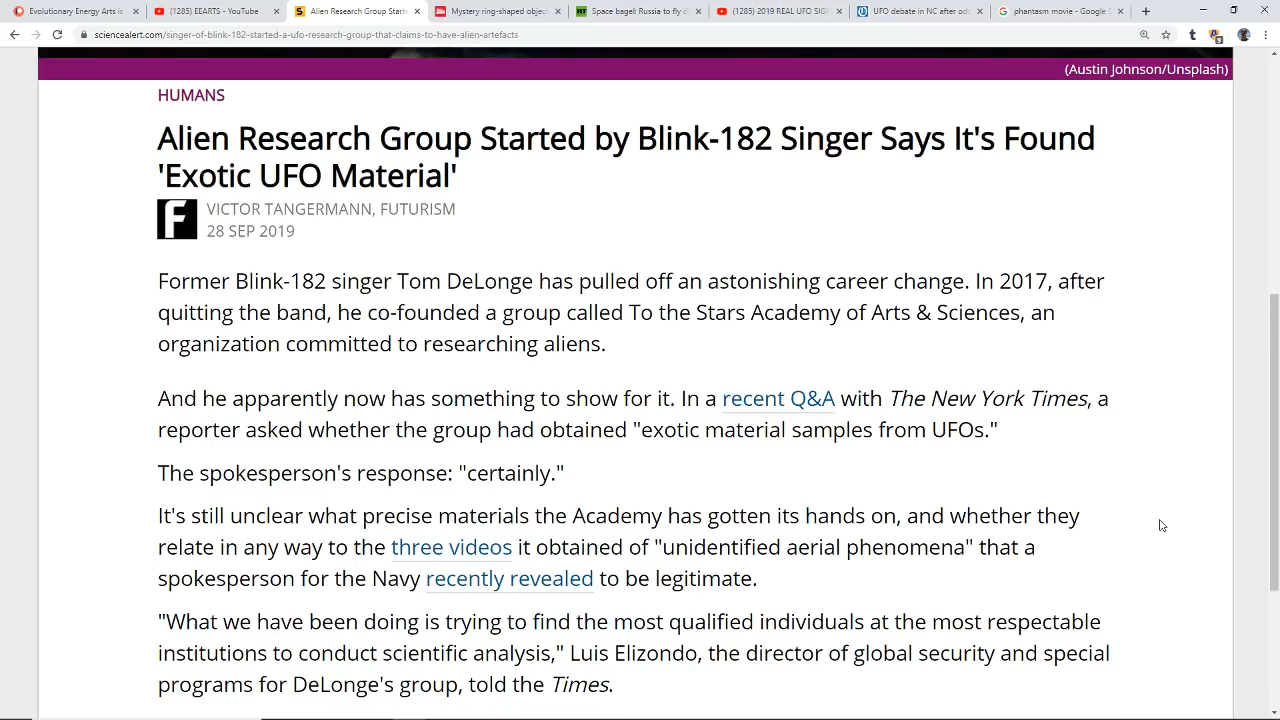 Evolutionary Energy Arts is
(1285) EEARTS - YouTube
Alien Research Group Starte
Mystery ring-shaped object
Space bagel: Russia to fly d
(1285) 2019 REAL UFO SIG
UFO debate in NC after odd
phantasm movie - Google S
sciencealert.com/singer-of-blink-182-started-a-ufo-research-group-that-claims-to-have-alien-artefacts
(Austin Johnson/Unsplash)
HUMANS
Alien Research Group Started by Blink-182 Singer Says It's Found
'Exotic UFO Material'
VICTOR TANGERMANN, FUTURISM
28 SEP 2019
Former Blink-182 singer Tom DeLonge has pulled off an astonishing career change. In 2017, after
quitting the band, he co-founded a group called To the Stars Academy of Arts & Sciences, an
organization committed to researching aliens.
And he apparently now has something to show for it. In a recent Q&A with The New York Times, a
reporter asked whether the group had obtained "exotic material samples from UFOs."
The spokesperson's response: "certainly."
It's still unclear what precise materials the Academy has gotten its hands on, and whether they
relate in any way to the three videos it obtained of "unidentified aerial phenomena" that a
spokesperson for the Navy recently revealed to be legitimate.
"What we have been doing is trying to find the most qualified individuals at the most respectable
institutions to conduct scientific analysis," Luis Elizondo, the director of global security and special
programs for DeLonge's group, told the Times.